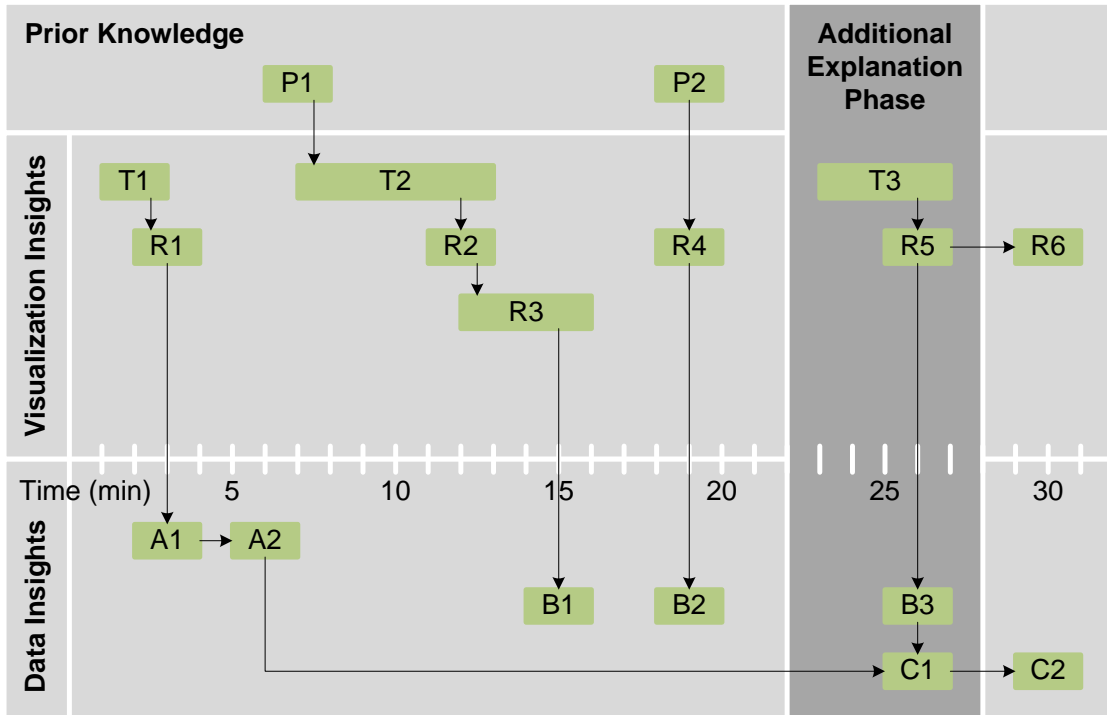 Prior Knowledge
Additional
Explanation
Phase
P1
P2
Visualization Insights
T1
T2
T3
R1
R2
R4
R5
R6
R3
Time (min)
5
10
15
20
25
30
Data Insights
A1
A2
B1
B2
B3
C1
C2